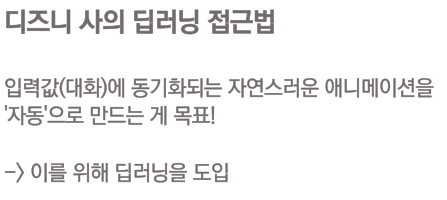 디즈니 사의 딥러닝 접근법
입력값(대화)에 동기화되는 자연스러운 애니메이션을
'자동'으로 만드는 게 목표!
-> 이를 위해 딥러닝을 도입